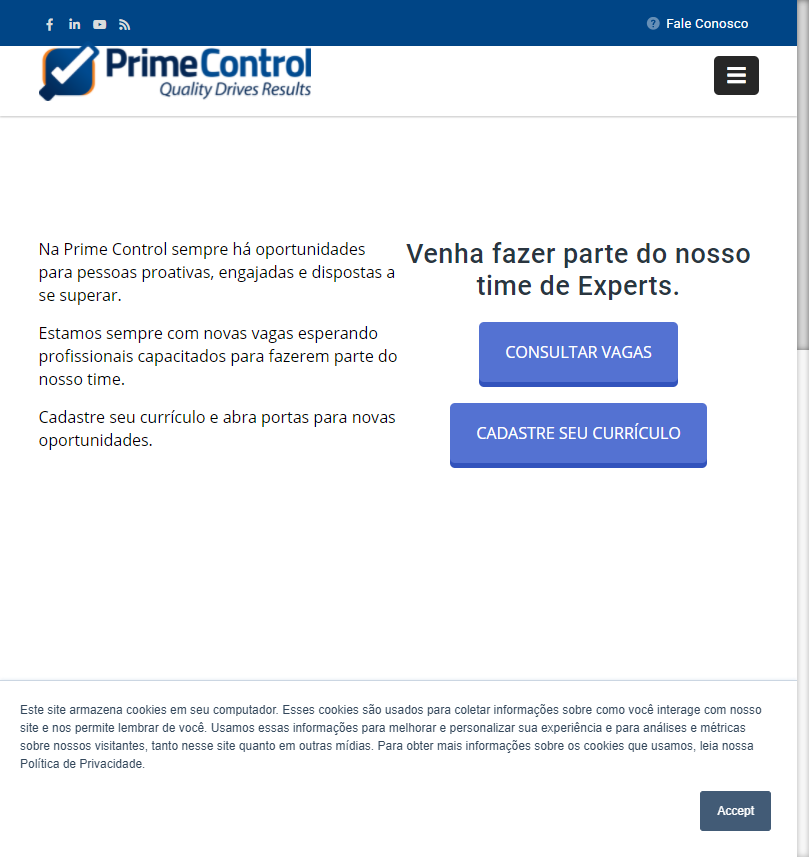 Fale Conosco
PrimeControl
Quality Drives Results
Na Prime Control sempre há oportunidades
para pessoas proativas, engajadas e dispostas a
se superar.
Estamos sempre com novas vagas esperando
profissionais capacitados para fazerem parte do
nosso time.
Cadastre seu currículo e abra portas para novas
oportunidades.
Venha fazer parte do nosso
time de Experts.
CONSULTAR VAGAS
CADASTRE SEU CURRÍCULO
Este site armazena cookies em seu computador. Esses cookies são usados para coletar informações sobre como você interage com nosso
site e nos permite lembrar de você. Usamos essas informações para melhorar e personalizar sua experiência e para análises e métricas
sobre nossos visitantes, tanto nesse site quanto em outras mídias. Para obter mais informações sobre os cookies que usamos, leia nossa
Política de Privacidade.
Accept